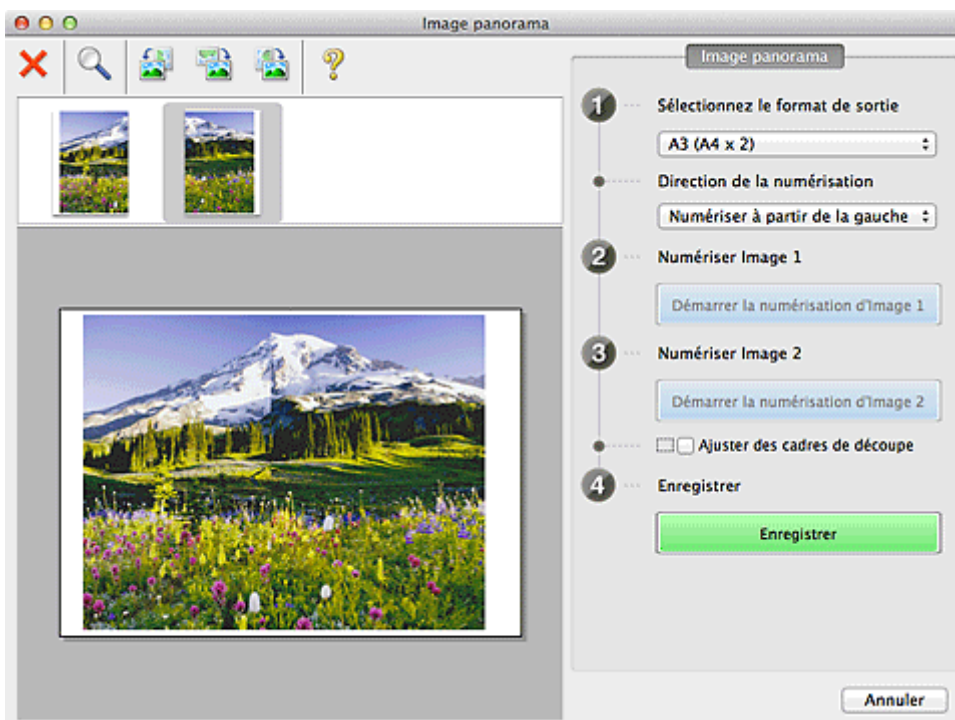 Image panorama
Image panorama
1 Sélectionnez le format de sortie
A3 (A4 x 2)
Direction de la numérisation
Numériser à partir de la gauche
2 Numériser Image 1
Démarrer la numérisation d'Image 1
3 Numériser Image 2
Démarrer la numérisation d'Image 2
Ajuster des cadres de découpe
4 Enregistrer
Enregistrer
Annuler